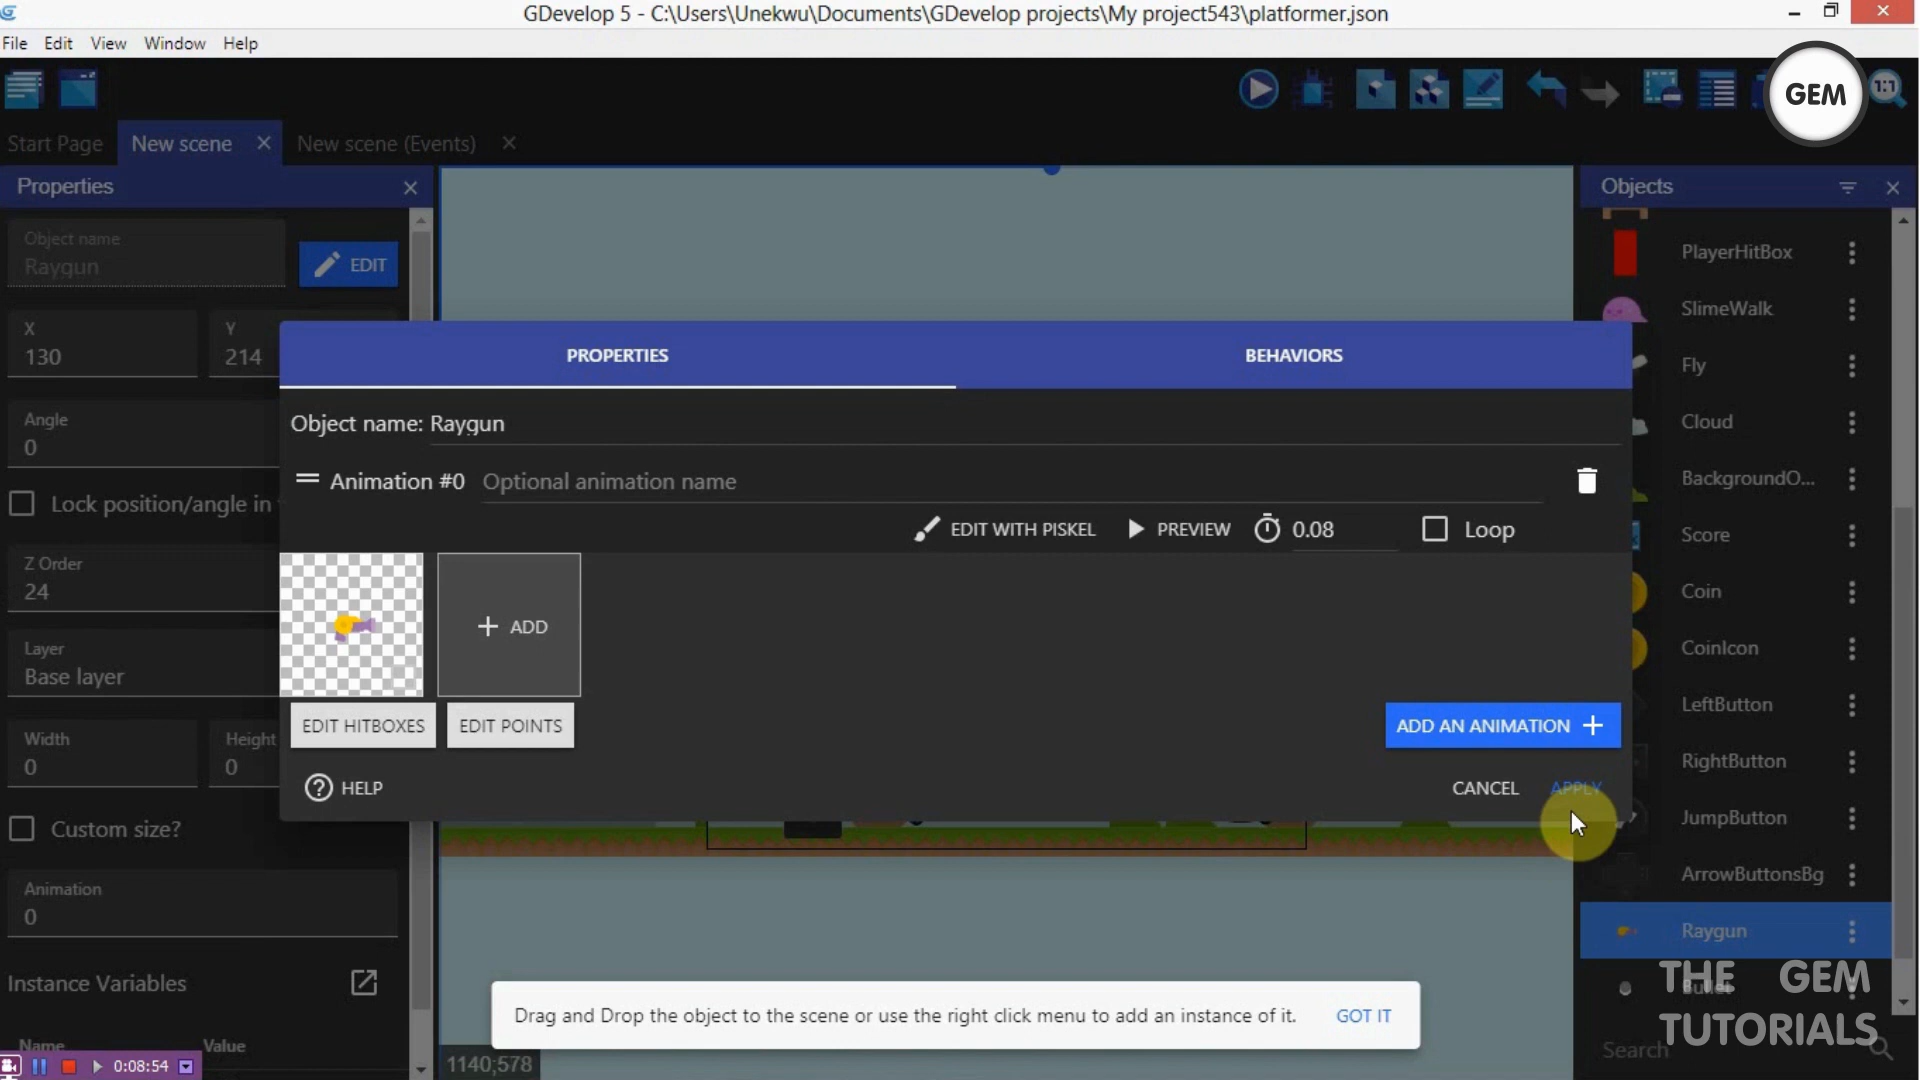 GDevelop 5 - C:\Users\Unekwu\Documents\GDevelop projects\My project543\platformer.json
File Edit View Window Help
GEM
1:1
Start Page
New scene
New scene (Events)
Properties
Objects
Object name
Raygun
EDIT
X
130
Y
214
Angle
0
Lock position/angle in
Z Order
24
Layer
Base layer
Width
0
Height
0
Custom size?
Animation
0
Instance Variables
Name
Value
0:08:54
PROPERTIES
BEHAVIORS
Object name: Raygun
Animation #0 Optional animation name
EDIT WITH PISKEL
PREVIEW
0.08
Loop
ADD
EDIT HITBOXES
EDIT POINTS
ADD AN ANIMATION
HELP
CANCEL
APPLY
Drag and Drop the object to the scene or use the right click menu to add an instance of it.
GOT IT
1140;578
PlayerHitBox
SlimeWalk
Fly
Cloud
BackgroundO...
Score
Coin
CoinIcon
LeftButton
RightButton
JumpButton
ArrowButtonsBg
Raygun
Bullet
Search
THE GEM
TUTORIALS